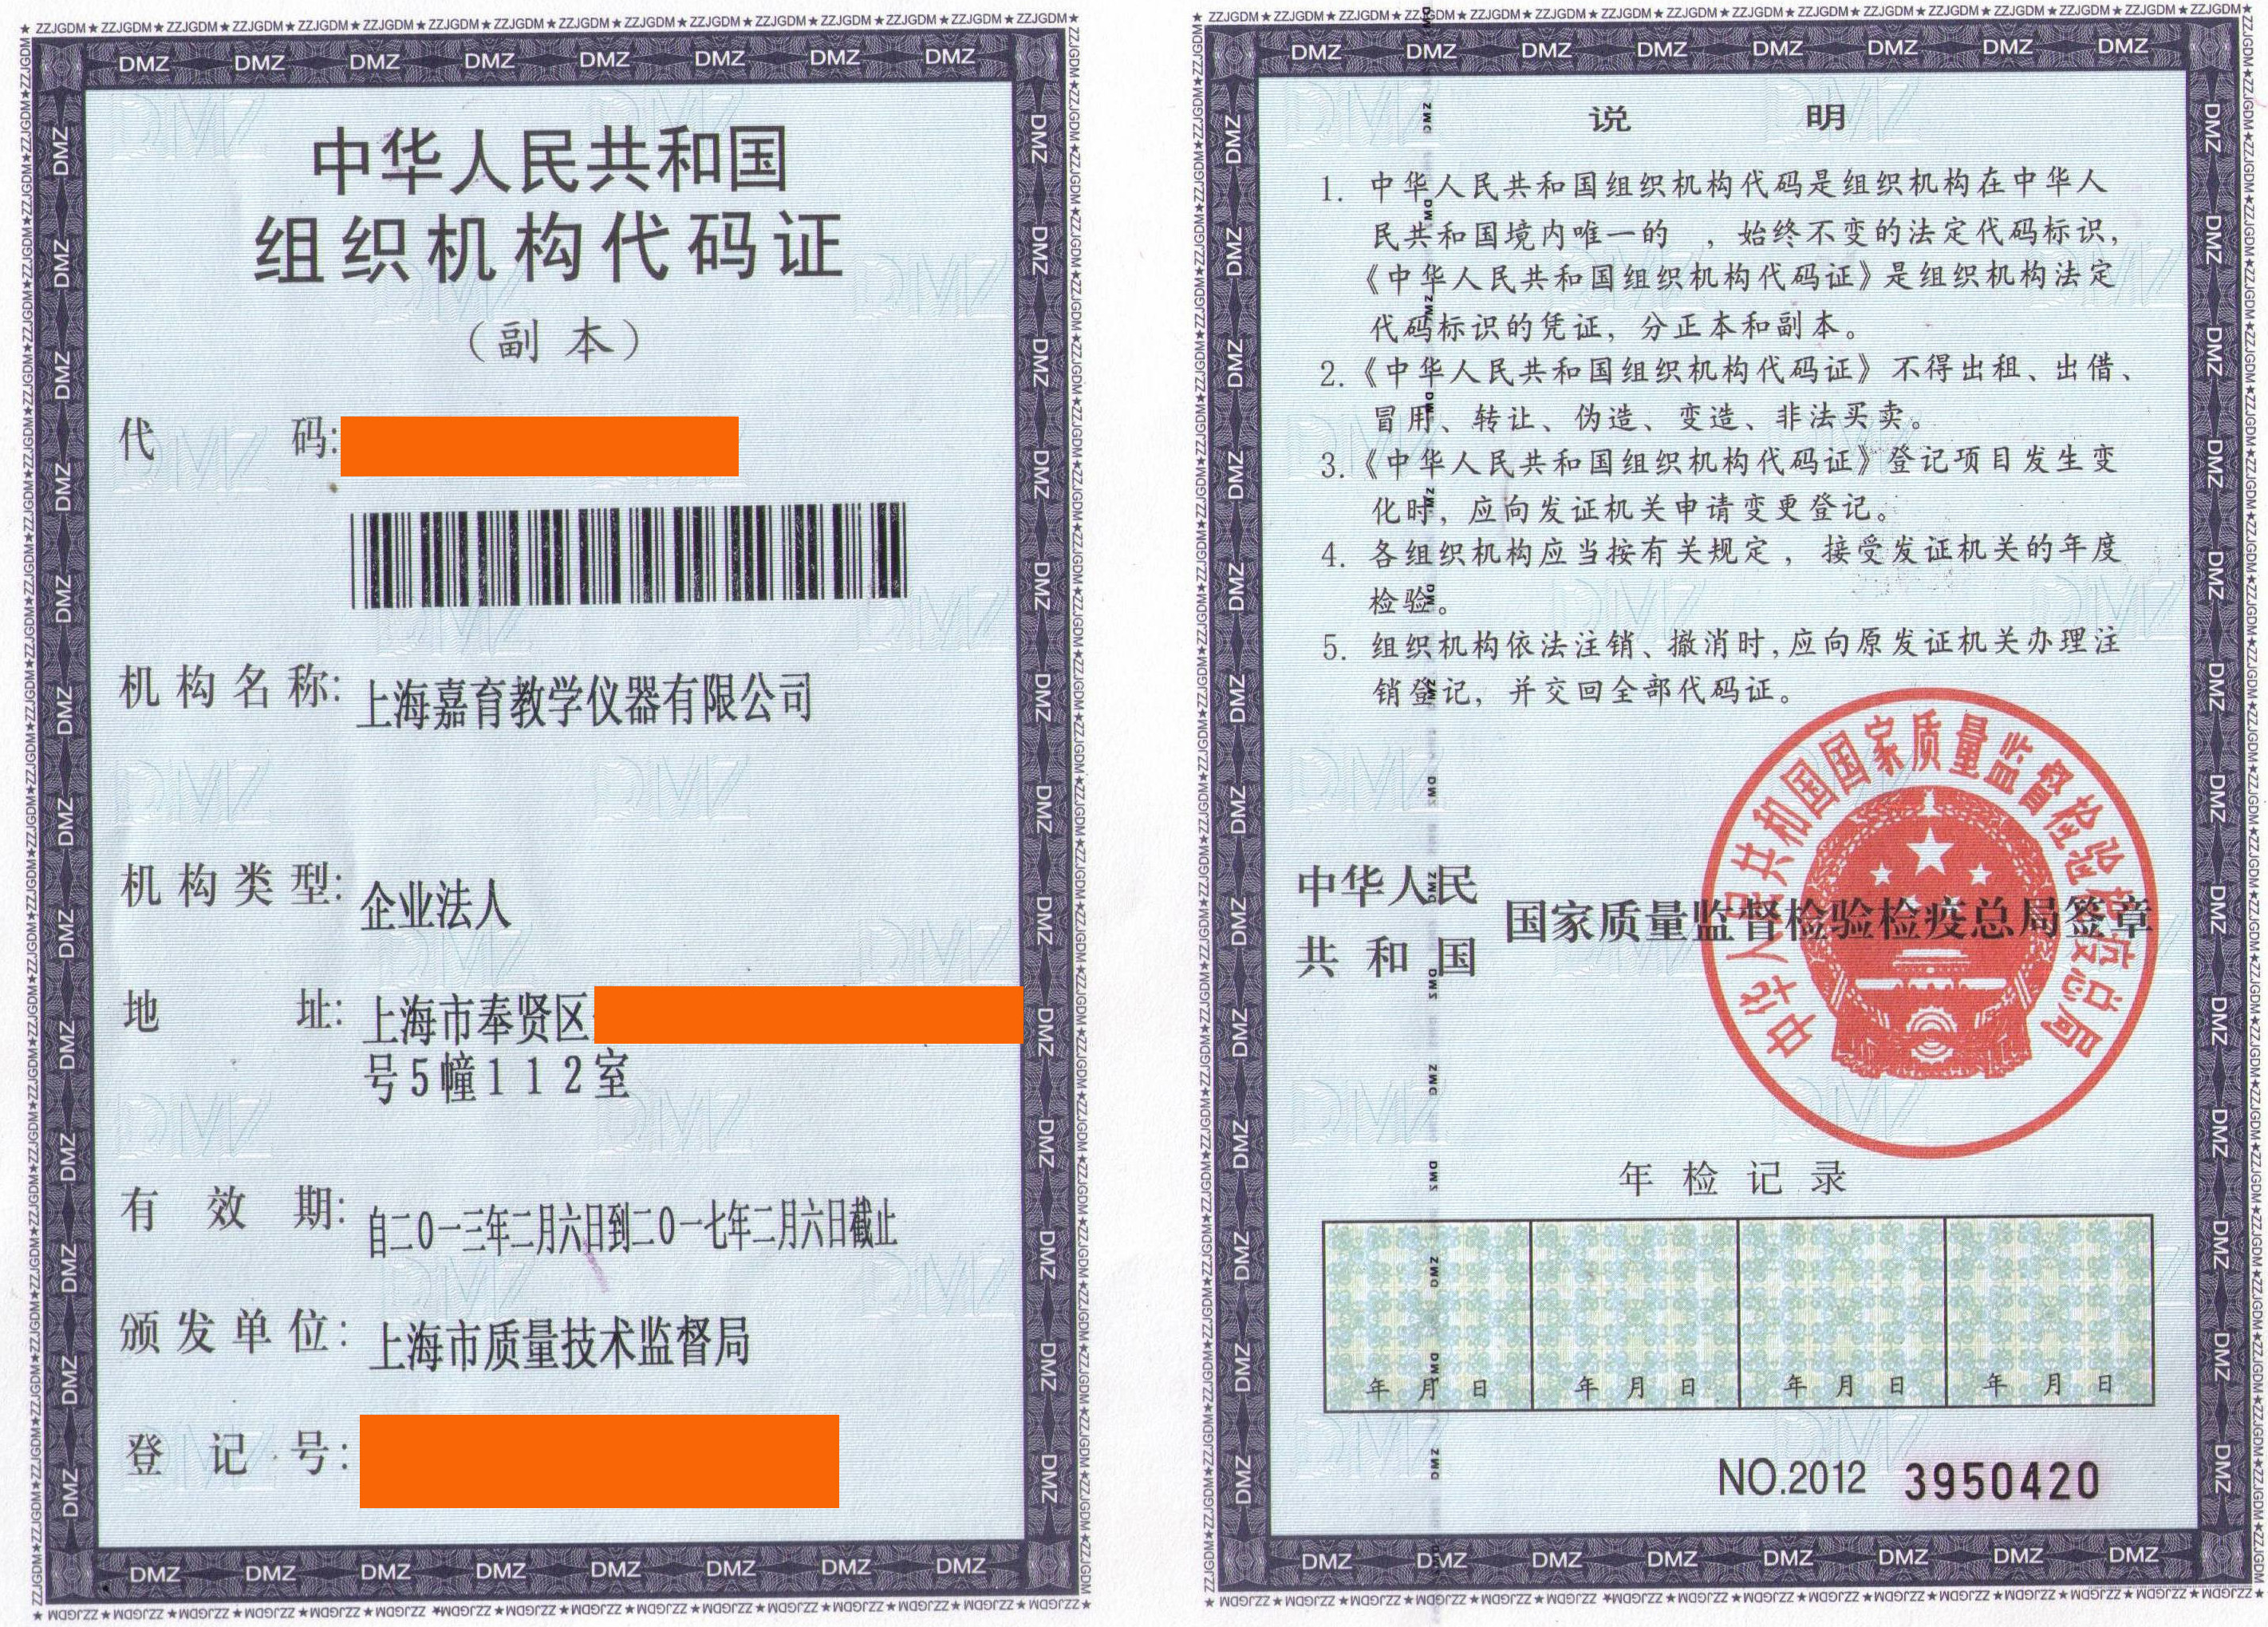 中华人民共和国
组织机构代码证
（副 本）
代 码:
机构名称: 上海嘉育教学仪器有限公司
机构类型: 企业法人
地 址: 上海市奉贤区
号5幢112室
有 效 期: 自二〇一三年二月六日到二〇一七年二月六日截止
颁发单位: 上海市质量技术监督局
登 记 号:
说 明
1. 中华人民共和国组织机构代码是组织机构在中华人
民共和国境内唯一的 ，始终不变的法定代码标识，
《中华人民共和国组织机构代码证》是组织机构法定
代码标识的凭证，分正本和副本。
2.《中华人民共和国组织机构代码证》不得出租、出借、
冒用、转让、伪造、变造、非法买卖。
3.《中华人民共和国组织机构代码证》登记项目发生变
化时，应向发证机关申请变更登记。
4. 各组织机构应当按有关规定，接受发证机关的年度
检验。
5. 组织机构依法注销、撤消时，应向原发证机关办理注
销登记，并交回全部代码证。
中华人民
共和国
国家质量监督检验检疫总局签章
中华人民共和国国家质量监督检验检疫总局
年检记录
年 月 日 年 月 日 年 月 日 年 月 日
NO.2012 3950420